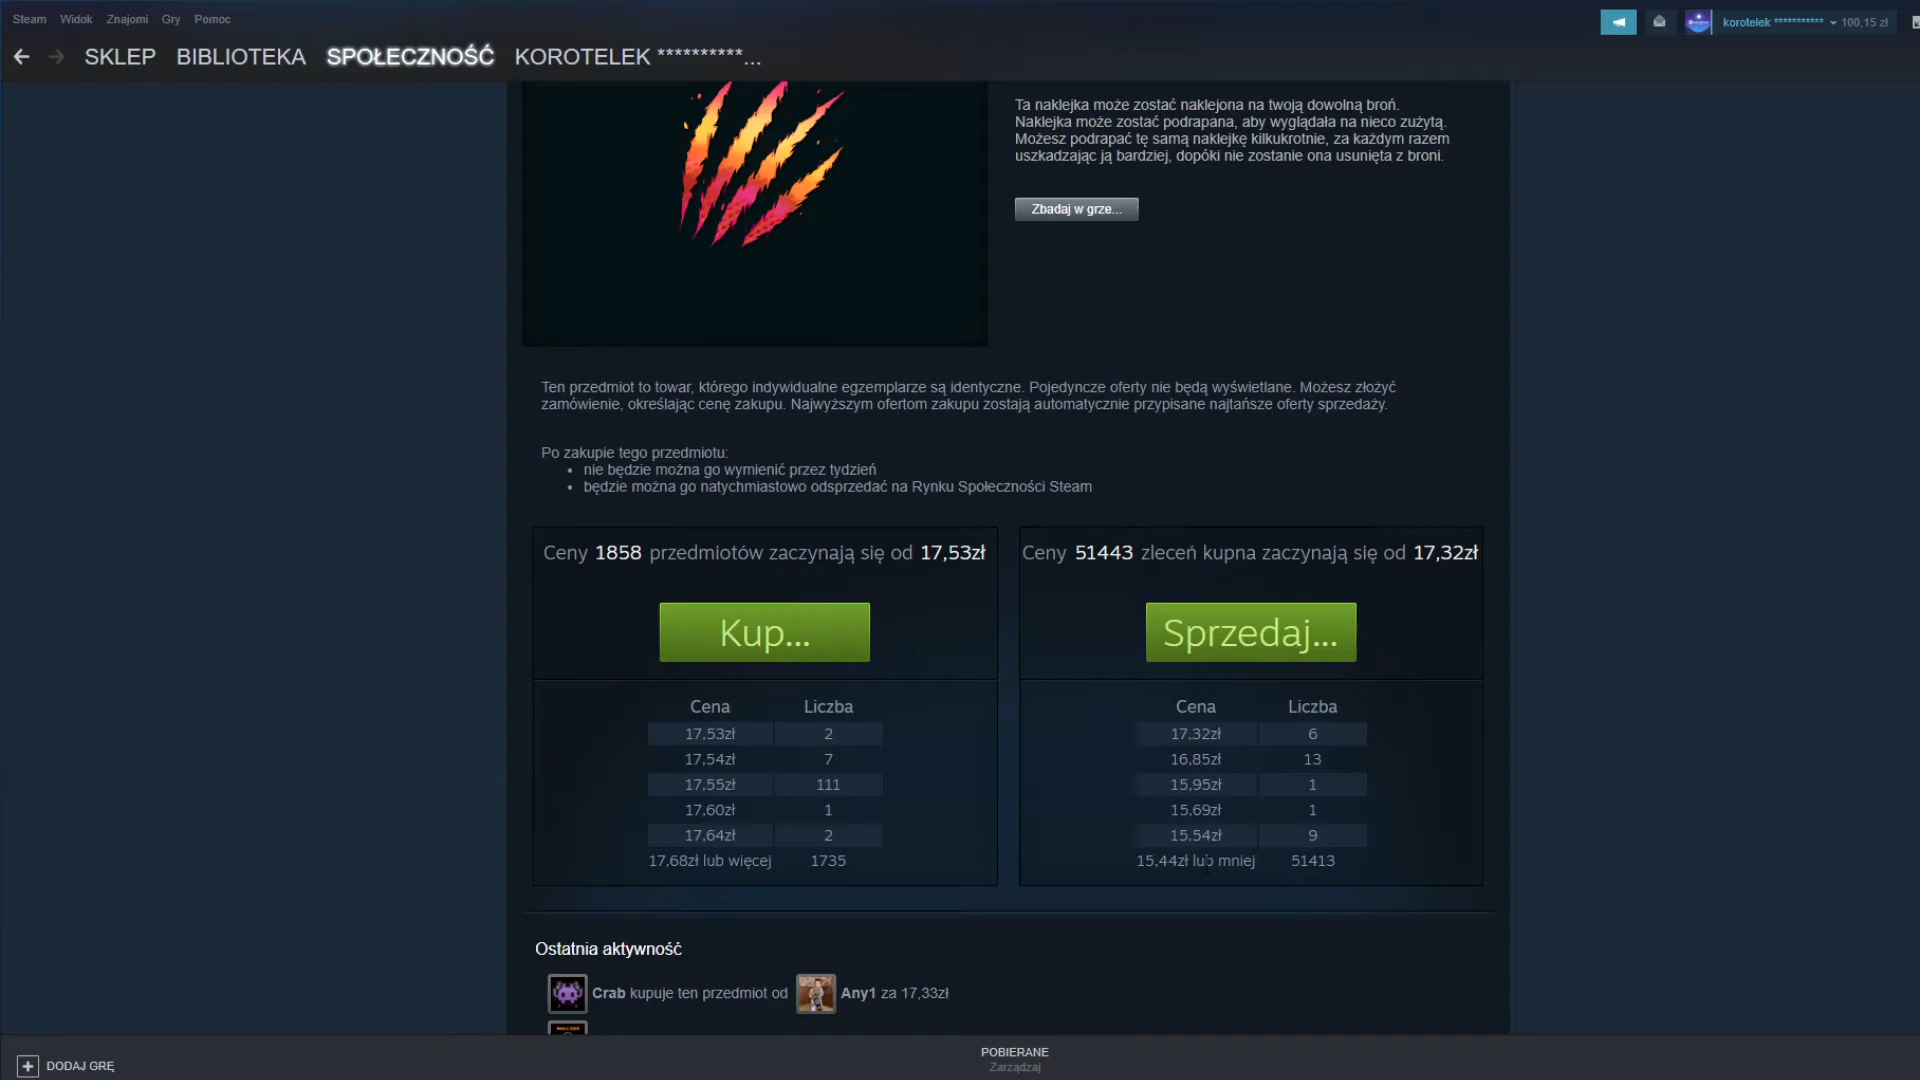 Steam Widok Znajomi Gry Pomoc
korotelek *********** 100,15 zł
SKLEP BIBLIOTEKA SPOŁECZNOŚĆ KOROTELEK **********...
Ta naklejka może zostać naklejona na twoją dowolną broń.
Naklejka może zostać podrapana, aby wyglądała na nieco zużytą.
Możesz podrapać tę samą naklejkę kilkukrotnie, za każdym razem
uszkadzając ją bardziej, dopóki nie zostanie ona usunięta z broni.
Zbadaj w grze...
Ten przedmiot to towar, którego indywidualne egzemplarze są identyczne. Pojedyncze oferty nie będą wyświetlane. Możesz złożyć
zamówienie, określając cenę zakupu. Najwyższym ofertom zakupu zostają automatycznie przypisane najtańsze oferty sprzedaży.
Po zakupie tego przedmiotu:
• nie będzie można go wymienić przez tydzień
• będzie można go natychmiastowo odsprzedać na Rynku Społeczności Steam
Ceny 1858 przedmiotów zaczynają się od 17,53zł
Kup...
Cena Liczba
17,53zł 2
17,54zł 7
17,55zł 111
17,60zł 1
17,64zł 2
17,68zł lub więcej 1735
Ceny 51443 zleceń kupna zaczynają się od 17,32zł
Sprzedaj...
Cena Liczba
17,32zł 6
16,85zł 13
15,95zł 1
15,69zł 1
15,54zł 9
15,44zł lub mniej 51413
Ostatnia aktywność
Crab kupuje ten przedmiot od Any1 za 17,33zł
DODAJ GRĘ
POBIERANE
Zarządzaj